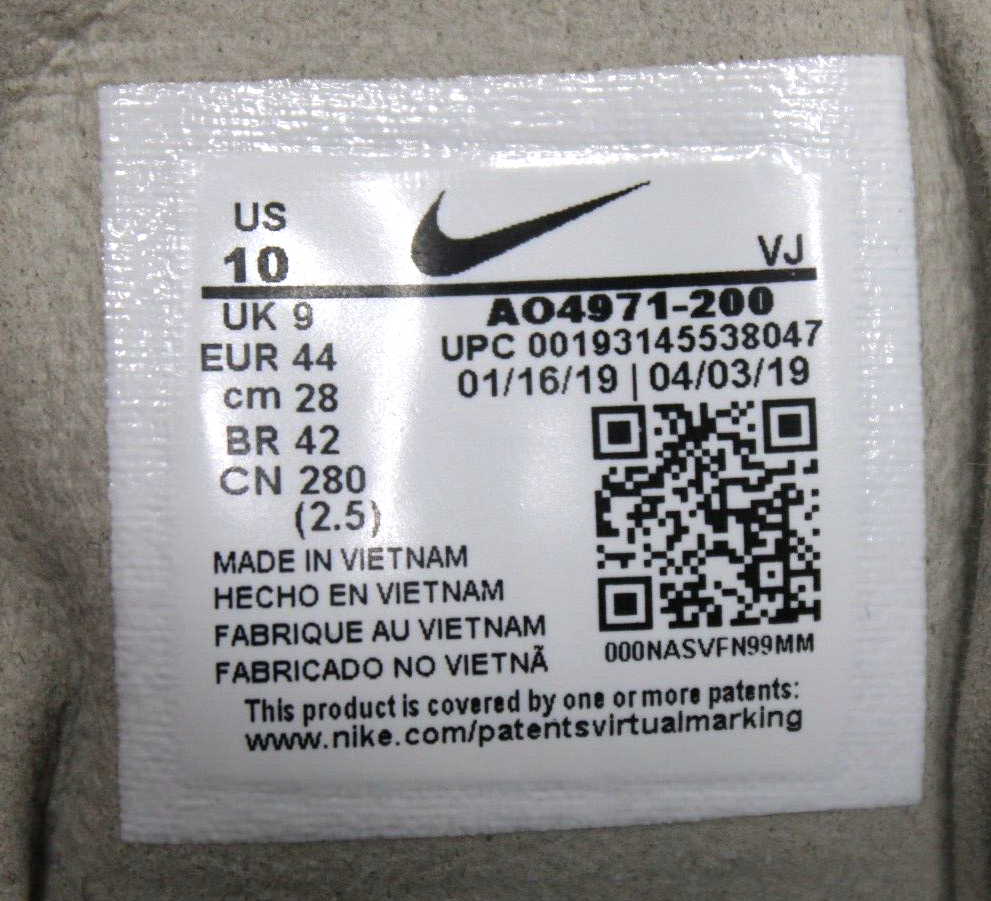 US
10
VJ
UK 9
EUR 44
cm 28
BR 42
CN 280
(2.5)
AO4971-200
UPC 00193145538047
01/16/19 | 04/03/19
000NASVFN99MM
MADE IN VIETNAM
HECHO EN VIETNAM
FABRIQUE AU VIETNAM
FABRICADO NO VIETNÃ
This product is covered by one or more patents:
www.nike.com/patentsvirtualmarking